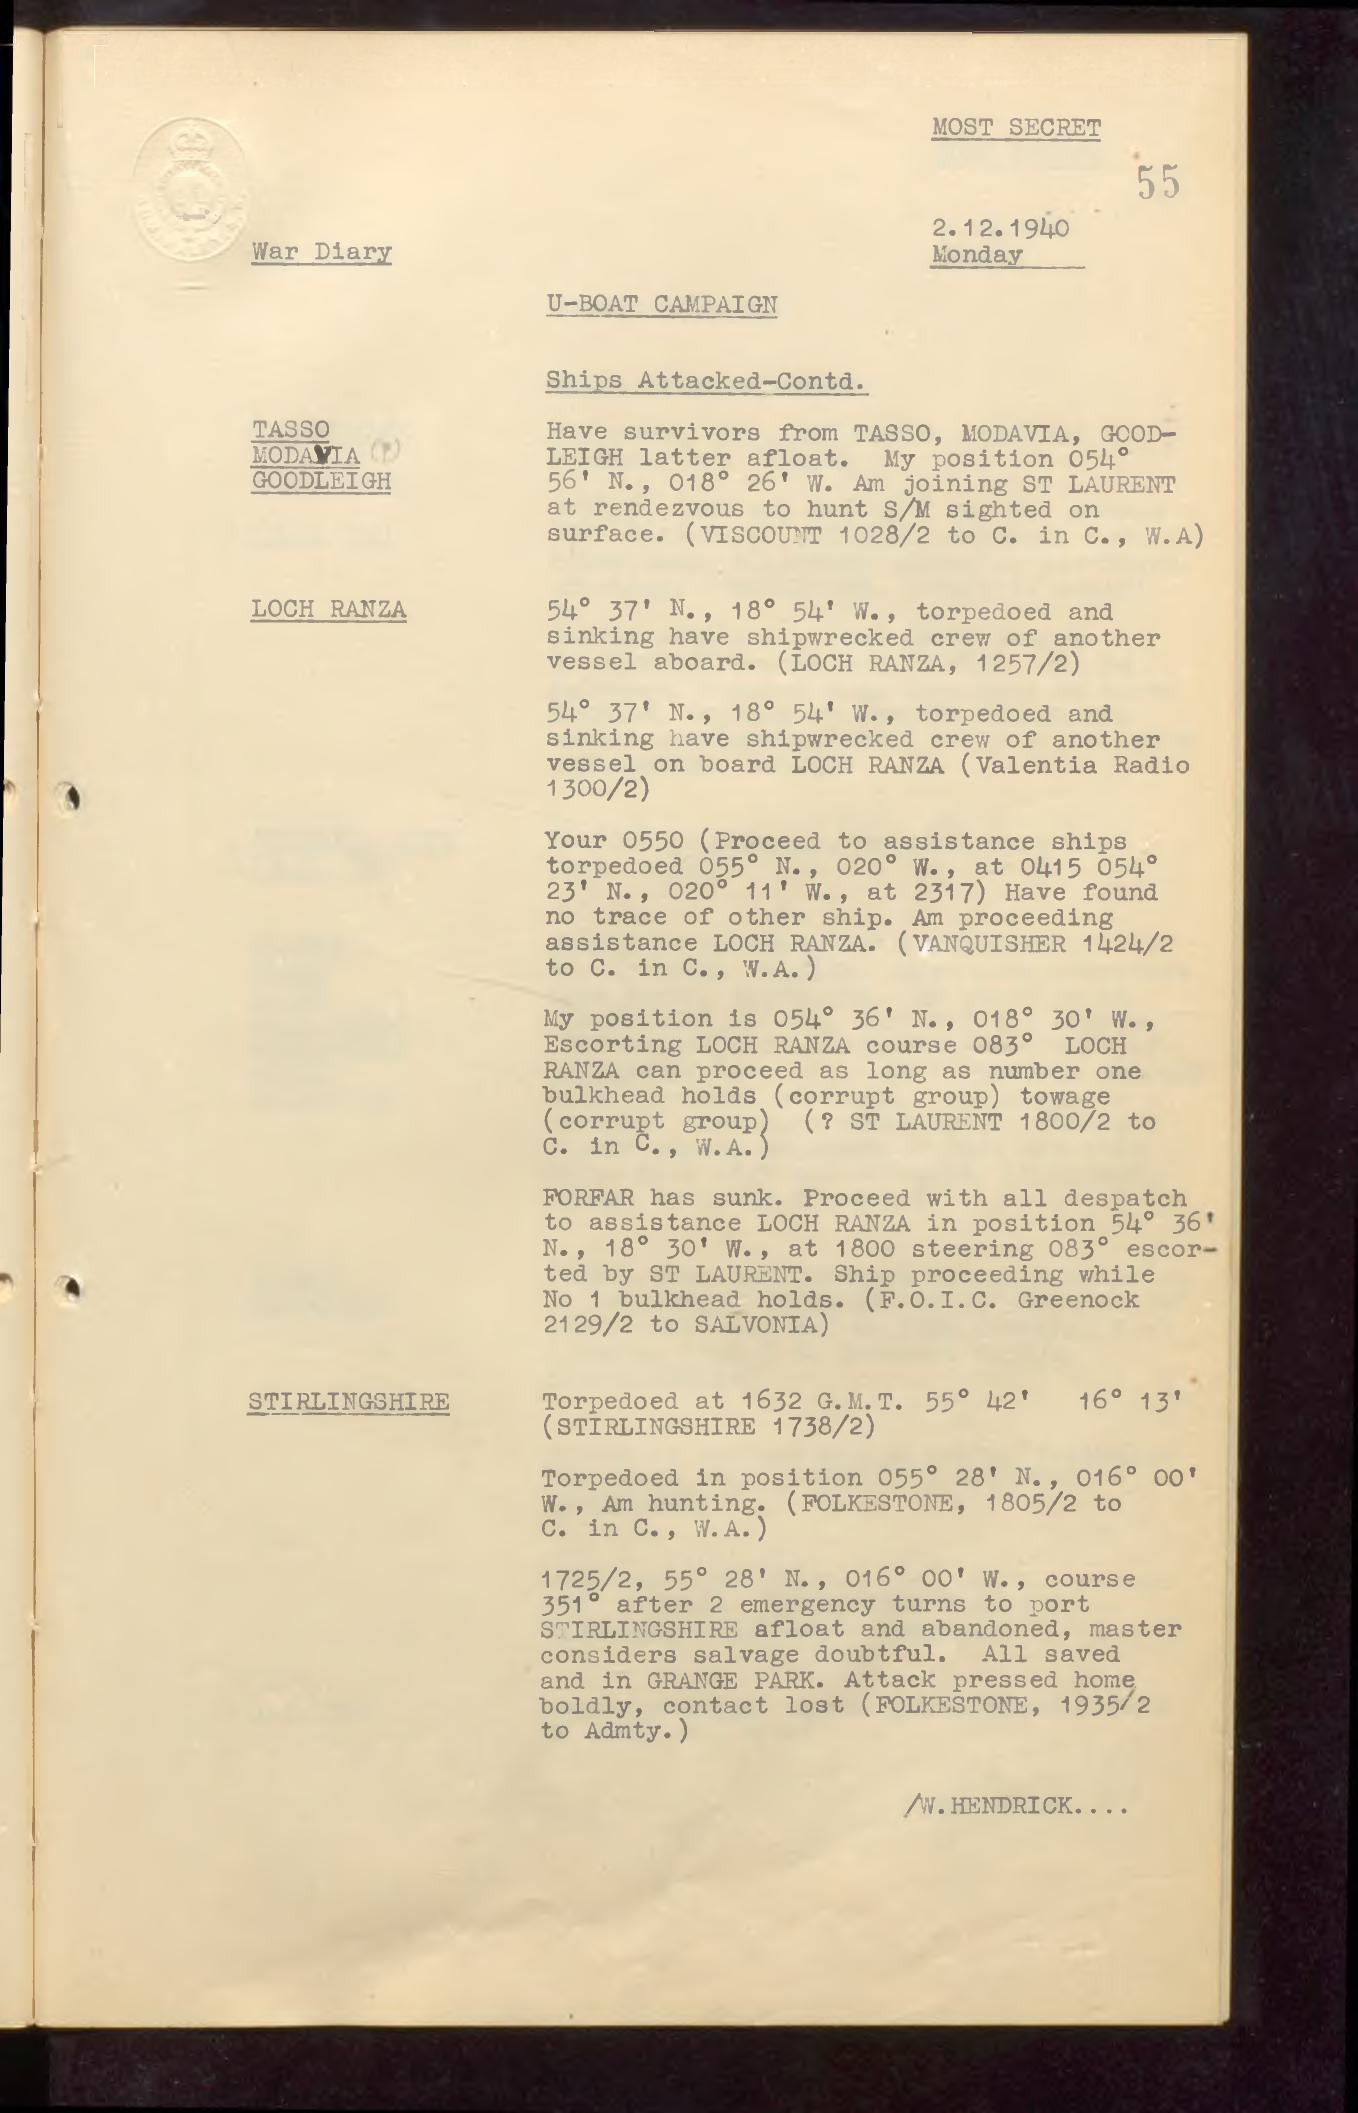 MOST SECRET
55
2.12.1940
War Diary
Monday
U-BOAT CAMPAIGN
Ships Attacked-Contd.
TASSO
MODAVIA (?)
GOODLEIGH
Have survivors from TASSO, MODAVIA, GOOD-
LEIGH latter afloat. My position 054°
56' N., 018° 26' W. Am joining ST LAURENT
at rendezvous to hunt S/M sighted on
surface. (VISCOUNT 1028/2 to C. in C., W.A)
LOCH RANZA
54° 37' N., 18° 54' W., torpedoed and
sinking have shipwrecked crew of another
vessel aboard. (LOCH RANZA, 1257/2)
54° 37' N., 18° 54' W., torpedoed and
sinking have shipwrecked crew of another
vessel on board LOCH RANZA (Valentia Radio
1300/2)
Your 0550 (Proceed to assistance ships
torpedoed 055° N., 020° W., at 0415 054°
23' N., 020° 11' W., at 2317) Have found
no trace of other ship. Am proceeding
assistance LOCH RANZA. (VANQUISHER 1424/2
to C. in C., W.A.)
My position is 054° 36' N., 018° 30' W.,
Escorting LOCH RANZA course 083° LOCH
RANZA can proceed as long as number one
bulkhead holds (corrupt group) towage
(corrupt group) (? ST LAURENT 1800/2 to
C. in C., W.A.)
FORFAR has sunk. Proceed with all despatch
to assistance LOCH RANZA in position 54° 36'
N., 18° 30' W., at 1800 steering 083° escor-
ted by ST LAURENT. Ship proceeding while
No 1 bulkhead holds. (F.O.I.C. Greenock
2129/2 to SALVONIA)
STIRLINGSHIRE
Torpedoed at 1632 G.M.T. 55° 42' 16° 13'
(STIRLINGSHIRE 1738/2)
Torpedoed in position 055° 28' N., 016° 00'
W., Am hunting. (FOLKESTONE, 1805/2 to
C. in C., W.A.)
1725/2, 55° 28' N., 016° 00' W., course
351° after 2 emergency turns to port
STIRLINGSHIRE afloat and abandoned, master
considers salvage doubtful. All saved
and in GRANGE PARK. Attack pressed home
boldly, contact lost (FOLKESTONE, 1935/2
to Admty.)
/W.HENDRICK....